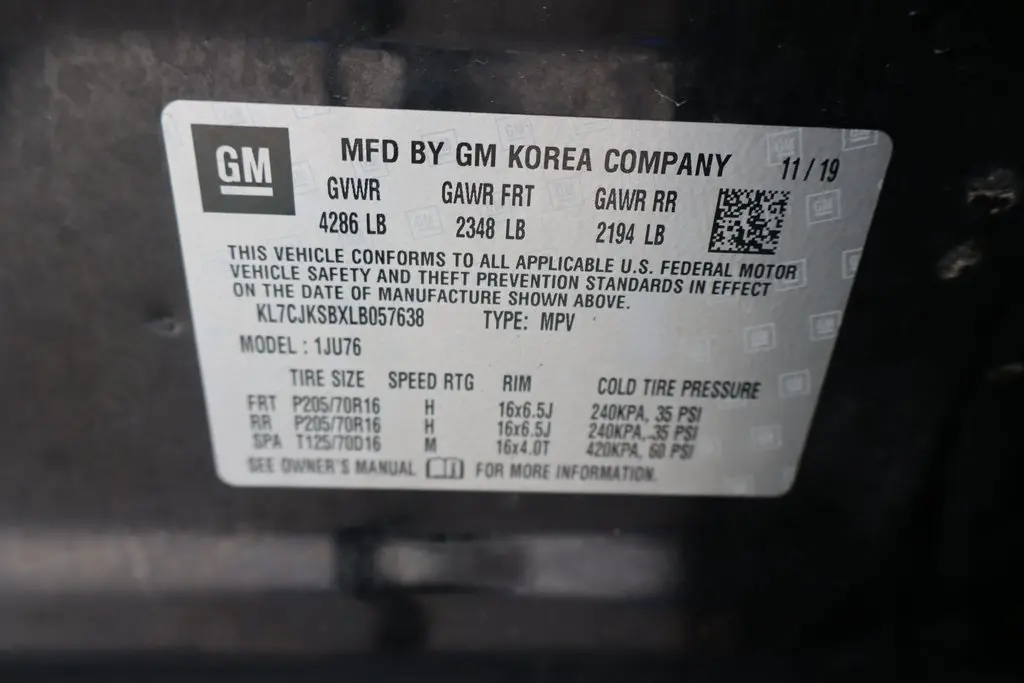 GM
MFD BY GM KOREA COMPANY 11/19
GVWR GAWR FRT GAWR RR
4286 LB 2348 LB 2194 LB
THIS VEHICLE CONFORMS TO ALL APPLICABLE U.S. FEDERAL MOTOR
VEHICLE SAFETY AND THEFT PREVENTION STANDARDS IN EFFECT
ON THE DATE OF MANUFACTURE SHOWN ABOVE.
KL7CJKSBXLB057638 TYPE: MPV
MODEL : 1JU76
TIRE SIZE SPEED RTG RIM COLD TIRE PRESSURE
FRT P205/70R16 H 16x6.5J 240KPA, 35 PSI
RR P205/70R16 H 16x6.5J 240KPA, 35 PSI
SPA T125/70D16 M 16x4.0T 420KPA, 60 PSI
SEE OWNER'S MANUAL FOR MORE INFORMATION.